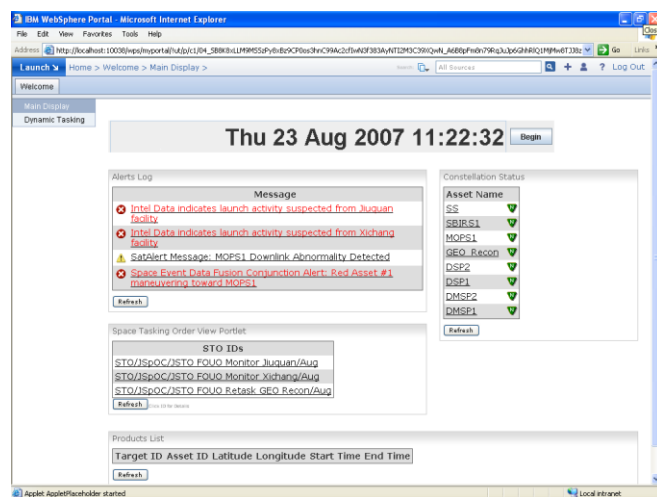 IBM WebSphere Portal - Microsoft Internet Explorer
File Edit View Favorites Tools Help
Close
Address
Go Links
Launch Home > Welcome > Main Display > All Sources ? Log Out
Welcome
Main Display
Dynamic Tasking
Thu 23 Aug 2007 11:22:32 Begin
Alerts Log
Message
Intel Data indicates launch activity suspected from Jiuquan
facility
Intel Data indicates launch activity suspected from Xichang
facility
SatAlert Message: MOPS1 Downlink Abnormality Detected
Space Event Data Fusion Conjunction Alert: Red Asset #1
maneuvering toward MOPS1
Refresh
Constellation Status
Asset Name
SS
SBIRS1
MOPS1
GEO Recon
DSP2
DSP1
DMSP2
DMSP1
Refresh
Space Tasking Order View Portlet
STO IDs
STO/JSpOC/JSTO FOUO Monitor Jiuquan/Aug
STO/JSpOC/JSTO FOUO Monitor Xichang/Aug
STO/JSpOC/JSTO FOUO Retask GEO Recon/Aug
Refresh
Products List
Target ID Asset ID Latitude Longitude Start Time End Time
Refresh
Applet AppletPlaceholder started
Local intranet